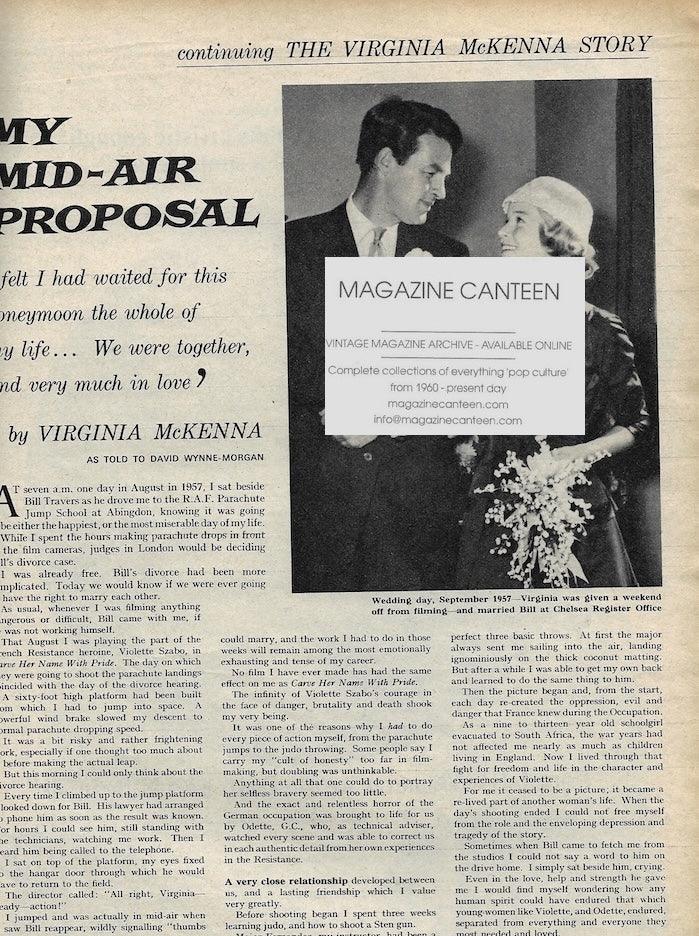 continuing THE VIRGINIA McKENNA STORY
MY
MID-AIR
PROPOSAL
felt I had waited for this
oneymoon the whole of
y life... We were together,
nd very much in love ’
by VIRGINIA McKENNA
AS TOLD TO DAVID WYNNE-MORGAN
MAGAZINE CANTEEN
VINTAGE MAGAZINE ARCHIVE - AVAILABLE ONLINE
Complete collections of everything 'pop culture'
from 1960 - present day
magazinecanteen.com
info@magazinecanteen.com
Wedding day, September 1957—Virginia was given a weekend
off from filming—and married Bill at Chelsea Register Office
AT seven a.m. one day in August in 1957, I sat beside
Bill Travers as he drove me to the R.A.F. Parachute
Jump School at Abingdon, knowing it was going
be either the happiest, or the most miserable day of my life.
While I spent the hours making parachute drops in front
the film cameras, judges in London would be deciding
ll's divorce case.
I was already free. Bill's divorce had been more
mplicated. Today we would know if we were ever going
have the right to marry each other.
As usual, whenever I was filming anything
ngerous or difficult, Bill came with me, if
was not working himself.
That August I was playing the part of the
ench Resistance heroine, Violette Szabo, in
arve Her Name With Pride. The day on which
ey were going to shoot the parachute landings
incided with the day of the divorce hearing.
A sixty-foot high platform had been built
om which I had to jump into space. A
owerful wind brake slowed my descent to
ormal parachute dropping speed.
It was a bit risky and rather frightening
ork, especially if one thought too much about
before making the actual leap.
But this morning I could only think about the
ivorce hearing.
Every time I climbed up to the jump platform
looked down for Bill. His lawyer had arranged
phone him as soon as the result was known.
or hours I could see him, still standing with
he technicians, watching me work. Then I
eard him being called to the telephone.
I sat on top of the platform, my eyes fixed
the hangar door through which he would
ave to return to the field.
The director called: "All right, Virginia—
eady—action!"
I jumped and was actually in mid-air when
saw Bill reappear, wildly signalling "thumbs
could marry, and the work I had to do in those
weeks will remain among the most emotionally
exhausting and tense of my career.
No film I have ever made has had the same
effect on me as Carve Her Name With Pride.
The infinity of Violette Szabo's courage in
the face of danger, brutality and death shook
my very being.
It was one of the reasons why I had to do
every piece of action myself, from the parachute
jumps to the judo throwing. Some people say I
carry my "cult of honesty" too far in film-
making, but doubling was unthinkable.
Anything at all that one could do to portray
her selfless bravery seemed too little.
And the exact and relentless horror of the
German occupation was brought to life for us
by Odette, G.C., who, as technical adviser,
watched every scene and was able to correct us
in each authentic detail from her own experiences
in the Resistance.
A very close relationship developed between
us, and a lasting friendship which I value
very greatly.
Before shooting began I spent three weeks
learning judo, and how to shoot a Sten gun.
my instructor, had been a
perfect three basic throws. At first the major
always sent me sailing into the air, landing
ignominiously on the thick coconut matting.
But after a while I was able to get my own back
and learned to do the same thing to him.
Then the picture began and, from the start,
each day re-created the oppression, evil and
danger that France knew during the Occupation.
As a nine to thirteen year old schoolgirl
evacuated to South Africa, the war years had
not affected me nearly as much as children
living in England. Now I lived through that
fight for freedom and life in the character and
experiences of Violette.
For me it ceased to be a picture; it became a
re-lived part of another woman's life. When the
day's shooting ended I could not free myself
from the role and the enveloping depression and
tragedy of the story.
Sometimes when Bill came to fetch me from
the studios I could not say a word to him on
the drive home. I simply sat beside him, crying.
Even in the love, help and strength he gave
me I would find myself wondering how any
human spirit could have endured that which
young women like Violette, and Odette, endured,
separated from everything and everyone they
most needed and loved.